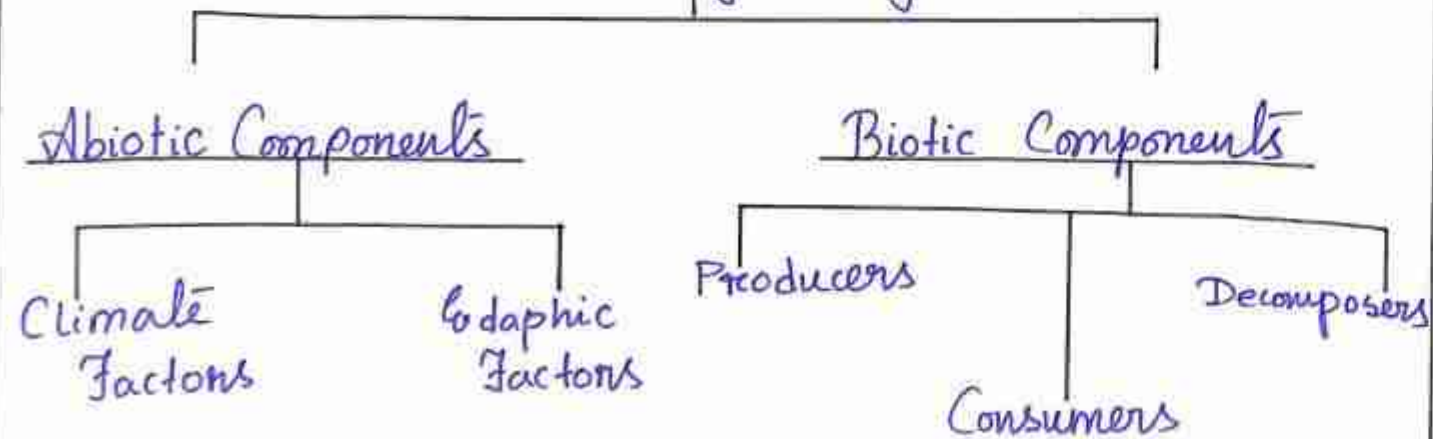 Abiotic Components
Biotic Components
Climate
Factors
Edaphic
Factors
Producers
Consumers
Decomposers